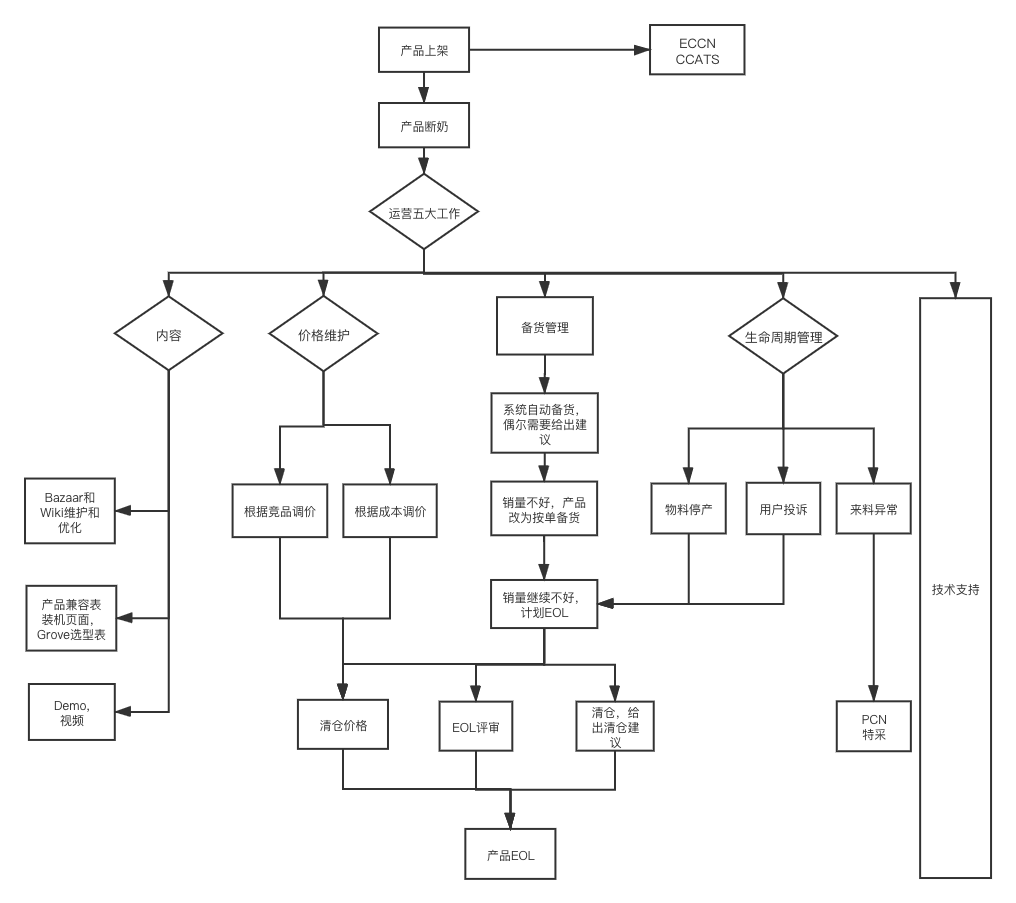 产品上架
ECCN
CCATS
产品断奶
运营五大工作
内容
价格维护
备货管理
生命周期管理
系统自动备货，
偶尔需要给出建
议
Bazaar和
Wiki维护和
优化
根据竞品调价
根据成本调价
销量不好，产品
改为按单备货
物料停产
用户投诉
来料异常
产品兼容表
装机页面，
Grove选型表
销量继续不好，
计划EOL
技术支持
Demo,
视频
清仓价格
EOL评审
清仓，给
出清仓建
议
PCN
特采
产品EOL